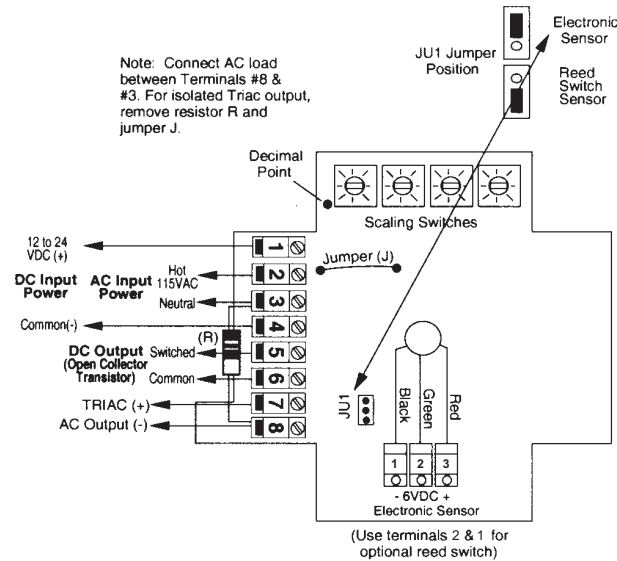 Electronic
Sensor
JU1 Jumper
Position
Reed
Switch
Sensor
Note: Connect AC load
between Terminals #8 &
#3. For isolated Triac output,
remove resistor R and
jumper J.
Decimal
Point
Scaling Switches
12 to 24
VDC (+)
1
Jumper (J)
DC Input
Power
AC Input
Power
Hot
115VAC
2
Neutral
3
Common(-)
4
(R)
DC Output
(Open Collector
Transistor)
Switched
5
Common
6
TRIAC (+)
7
AC Output (-)
8
JU1
Black
Green
Red
1 2 3
- 6VDC +
Electronic Sensor
(Use terminals 2 & 1 for
optional reed switch)